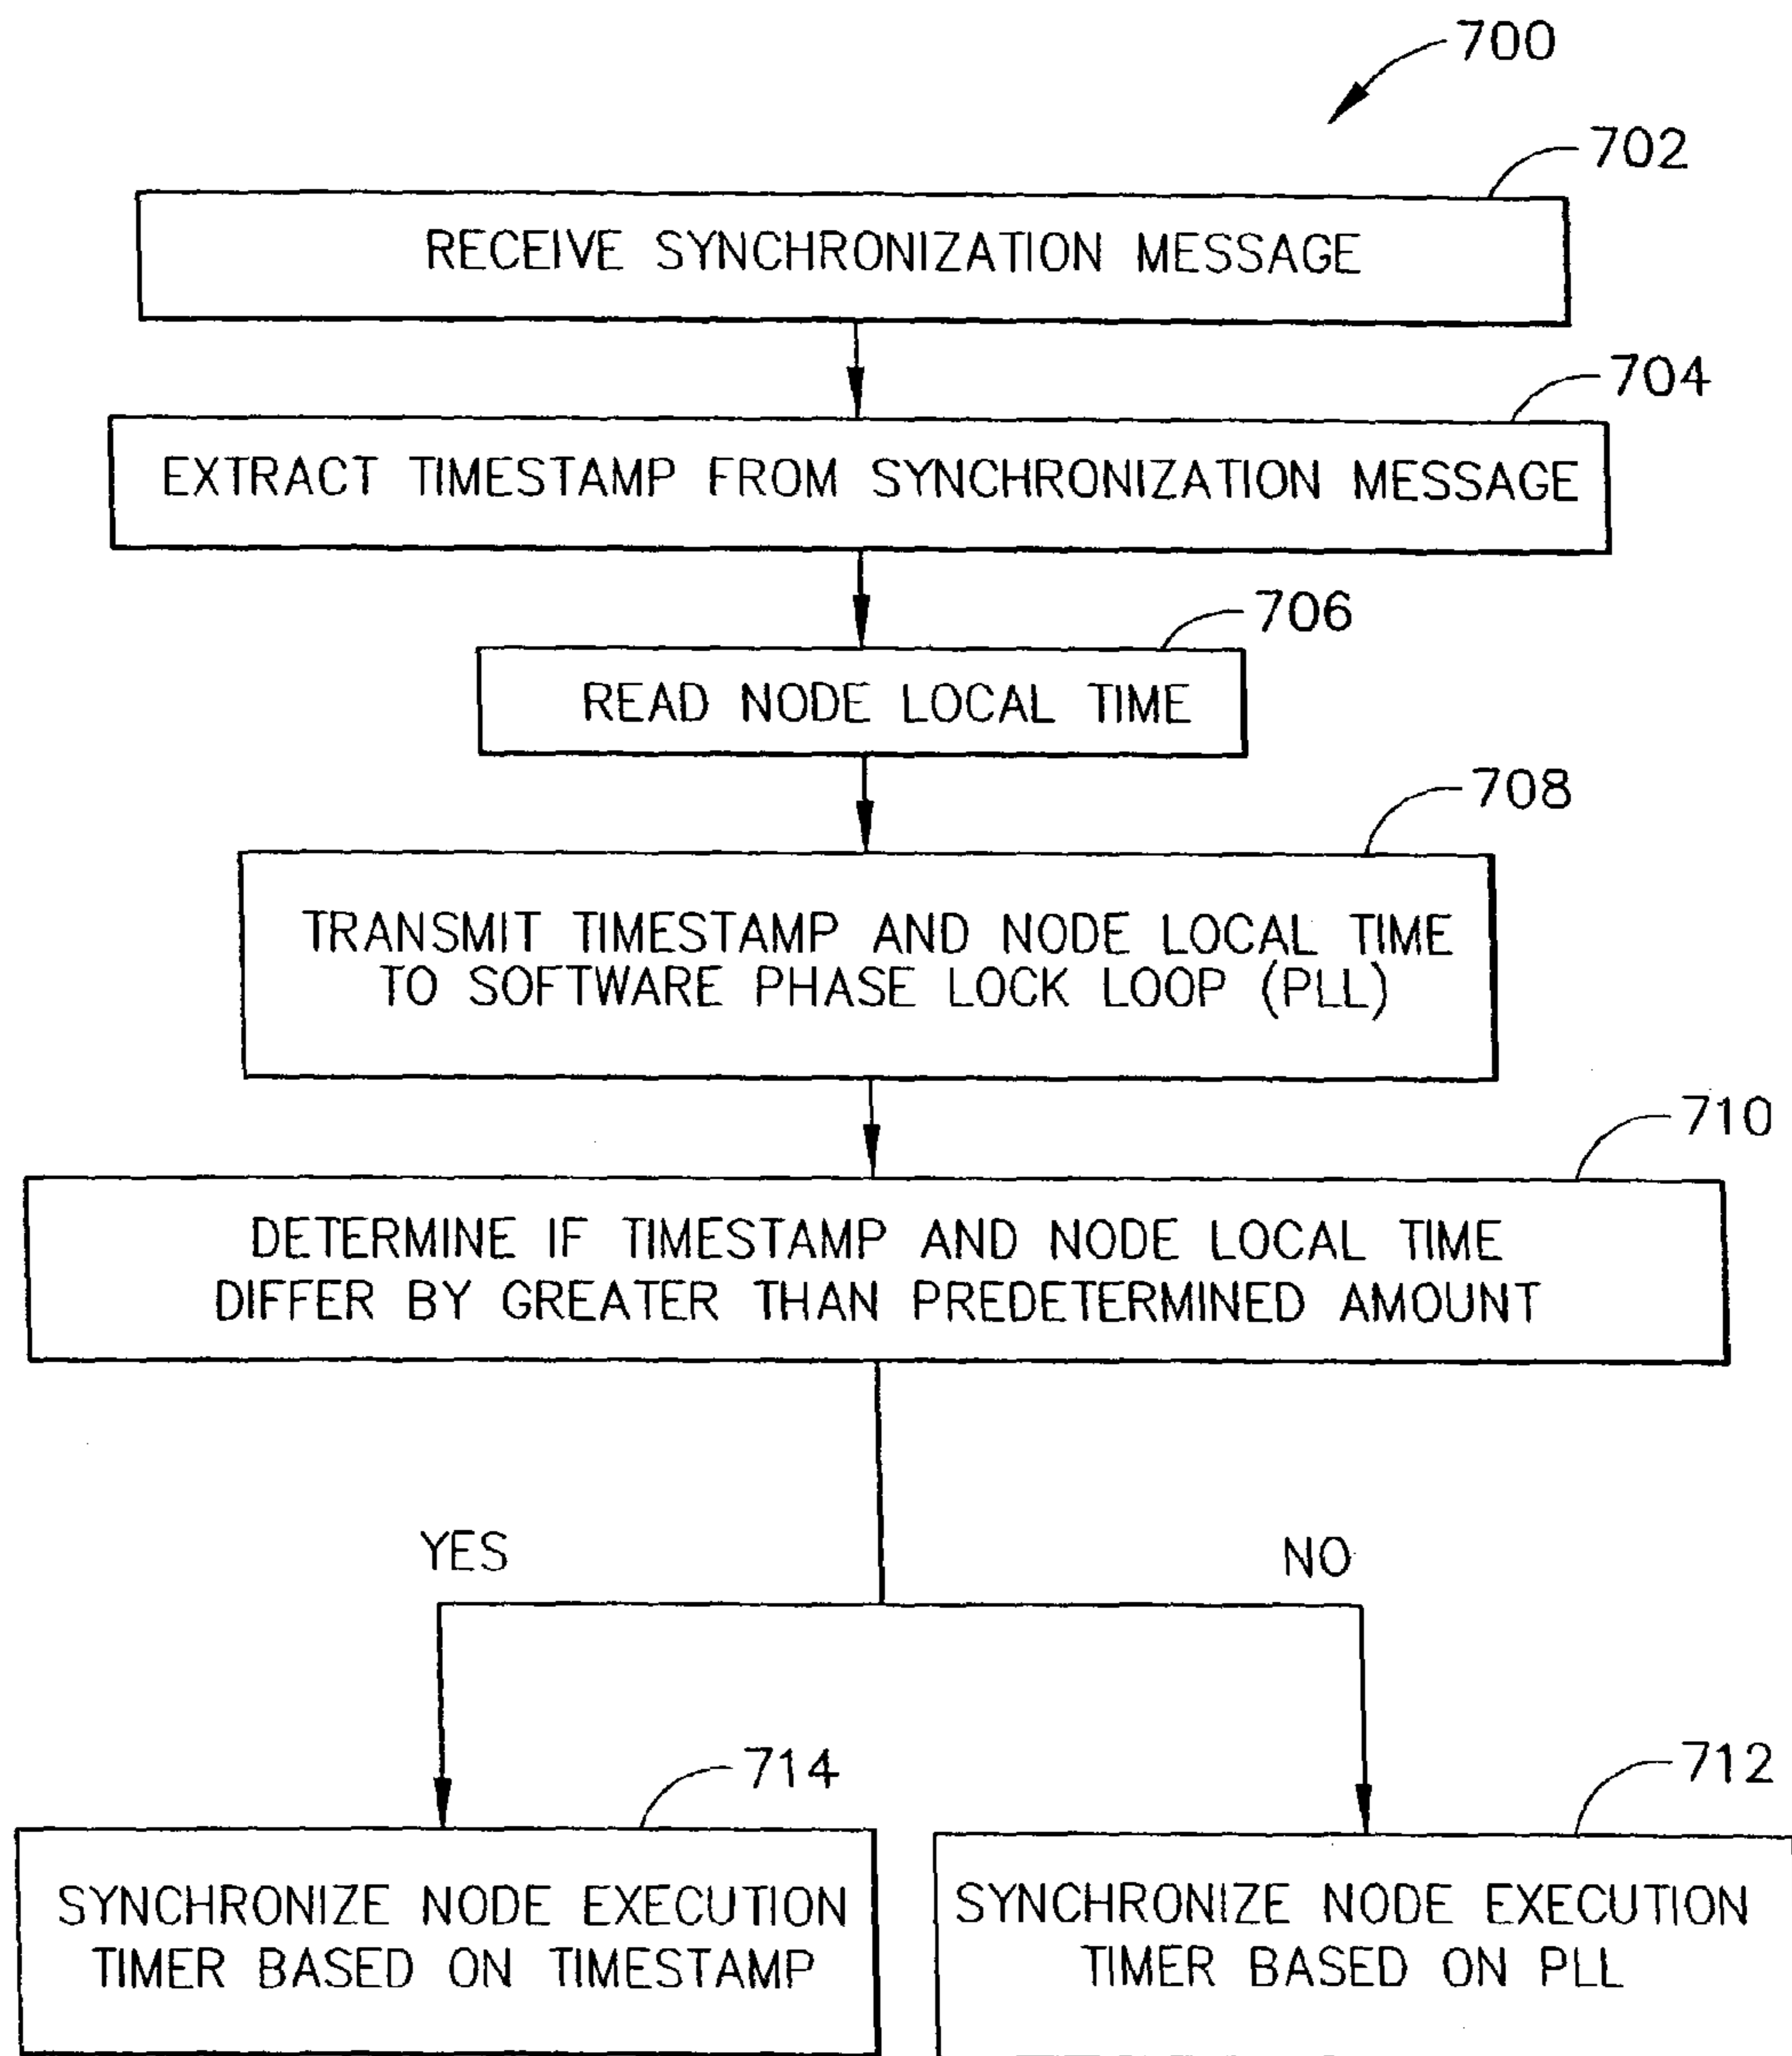 700
702
RECEIVE SYNCHRONIZATION MESSAGE
704
EXTRACT TIMESTAMP FROM SYNCHRONIZATION MESSAGE
706
READ NODE LOCAL TIME
708
TRANSMIT TIMESTAMP AND NODE LOCAL TIME
TO SOFTWARE PHASE LOCK LOOP (PLL)
710
DETERMINE IF TIMESTAMP AND NODE LOCAL TIME
DIFFER BY GREATER THAN PREDETERMINED AMOUNT
YES
NO
714
SYNCHRONIZE NODE EXECUTION
TIMER BASED ON TIMESTAMP
712
SYNCHRONIZE NODE EXECUTION
TIMER BASED ON PLL